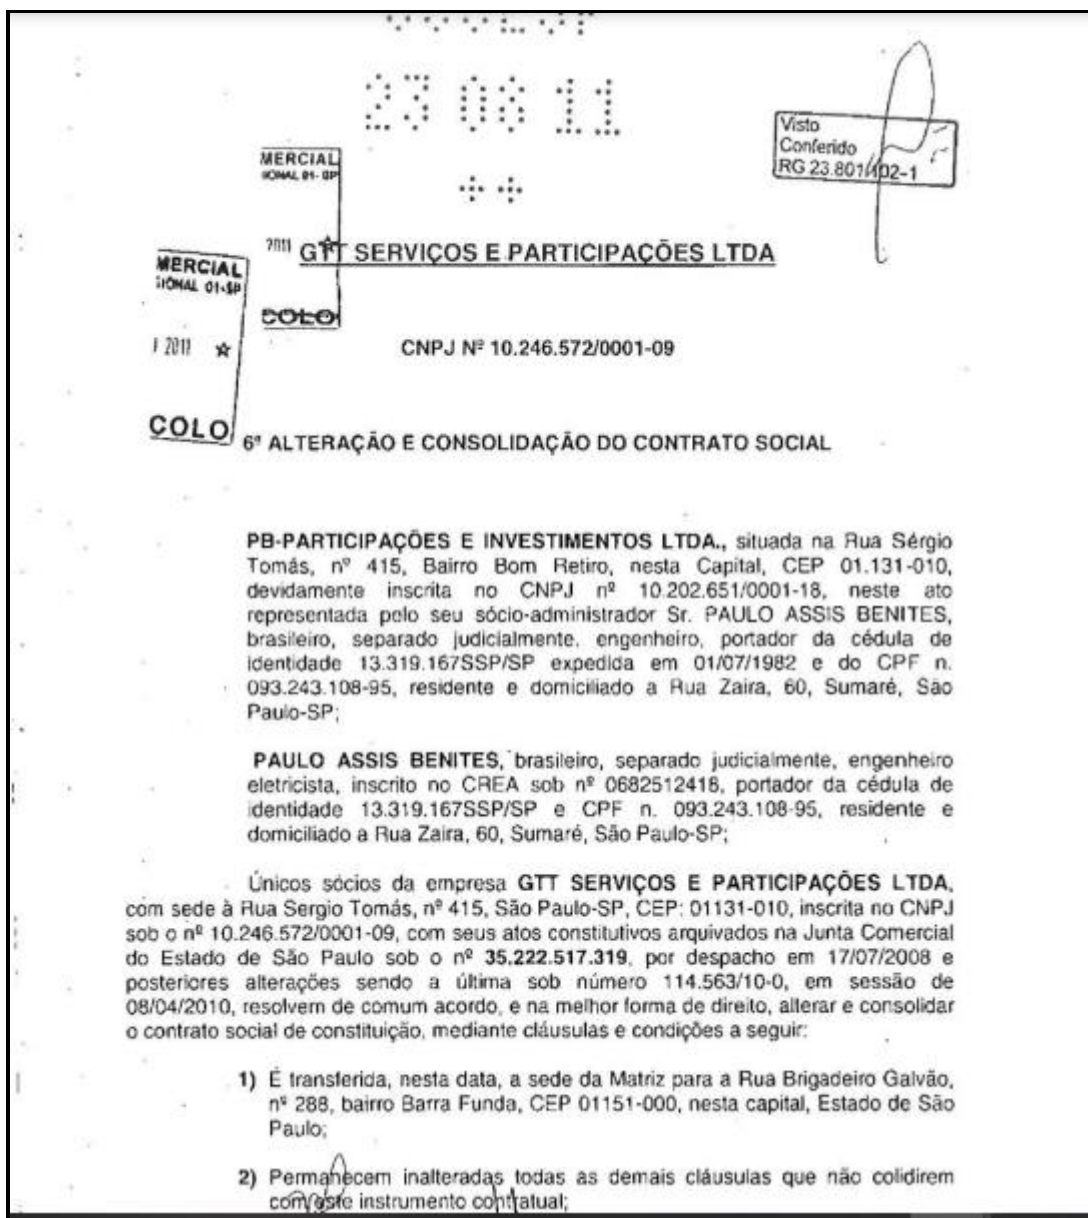 23 06 11
Visto
Conferido
MERCIAL
2011
GTT SERVIÇOS E PARTICIPAÇÕES LTDA
MERCIAL
COLO
2011
CNPJ Nº 10.246.572/0001-09
COLO
6ª ALTERAÇÃO E CONSOLIDAÇÃO DO CONTRATO SOCIAL
PB-PARTICIPAÇÕES E INVESTIMENTOS LTDA., situada na Rua Sérgio
Tomás, nº 415, Bairro Bom Retiro, nesta Capital, CEP 01.131-010,
devidamente inscrita no CNPJ nº 10.202.651/0001-18, neste ato
representada pelo seu sócio-administrador Sr. PAULO ASSIS BENITES,
brasileiro, separado judicialmente, engenheiro, portador da cédula de
identidade 13.319.167SSP/SP expedida em 01/07/1982 e do CPF n.
093.243.108-95, residente e domiciliado a Rua Zaira, 60, Sumaré, São
Paulo-SP;
PAULO ASSIS BENITES, brasileiro, separado judicialmente, engenheiro
eletricista, inscrito no CREA sob nº 0682512418, portador da cédula de
identidade 13.319.167SSP/SP e CPF n. 093.243.108-95, residente e
domiciliado a Rua Zaira, 60, Sumaré, São Paulo-SP;
Únicos sócios da empresa GTT SERVIÇOS E PARTICIPAÇÕES LTDA,
com sede à Rua Sergio Tomás, nº 415, São Paulo-SP, CEP: 01131-010, inscrita no CNPJ
sob o nº 10.246.572/0001-09, com seus atos constitutivos arquivados na Junta Comercial
do Estado de São Paulo sob o nº 35.222.517.319, por despacho em 17/07/2008 e
posteriores alterações sendo a última sob número 114.563/10-0, em sessão de
08/04/2010, resolvem de comum acordo, e na melhor forma de direito, alterar e consolidar
o contrato social de constituição, mediante cláusulas e condições a seguir:
1) É transferida, nesta data, a sede da Matriz para a Rua Brigadeiro Galvão,
nº 288, bairro Barra Funda, CEP 01151-000, nesta capital, Estado de São
Paulo;
2) Permanecem inalteradas todas as demais cláusulas que não colidirem
com este instrumento contratual;